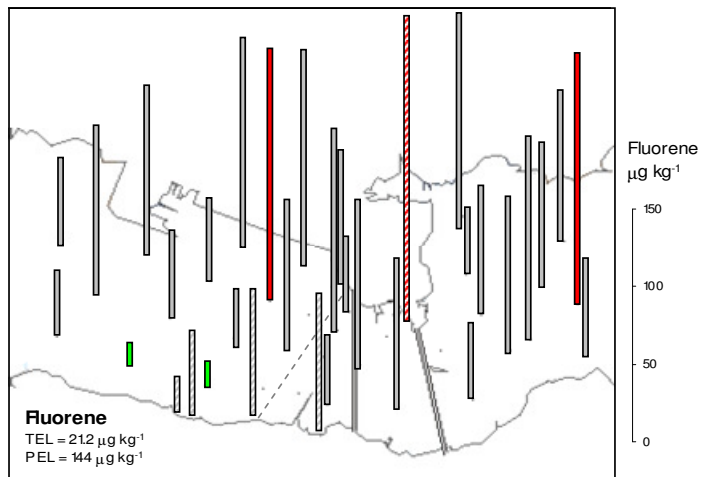 Fluorene
µg kg-1
150
100
50
0
Fluorene
TEL = 21.2 µg kg-1
PEL = 144 µg kg-1